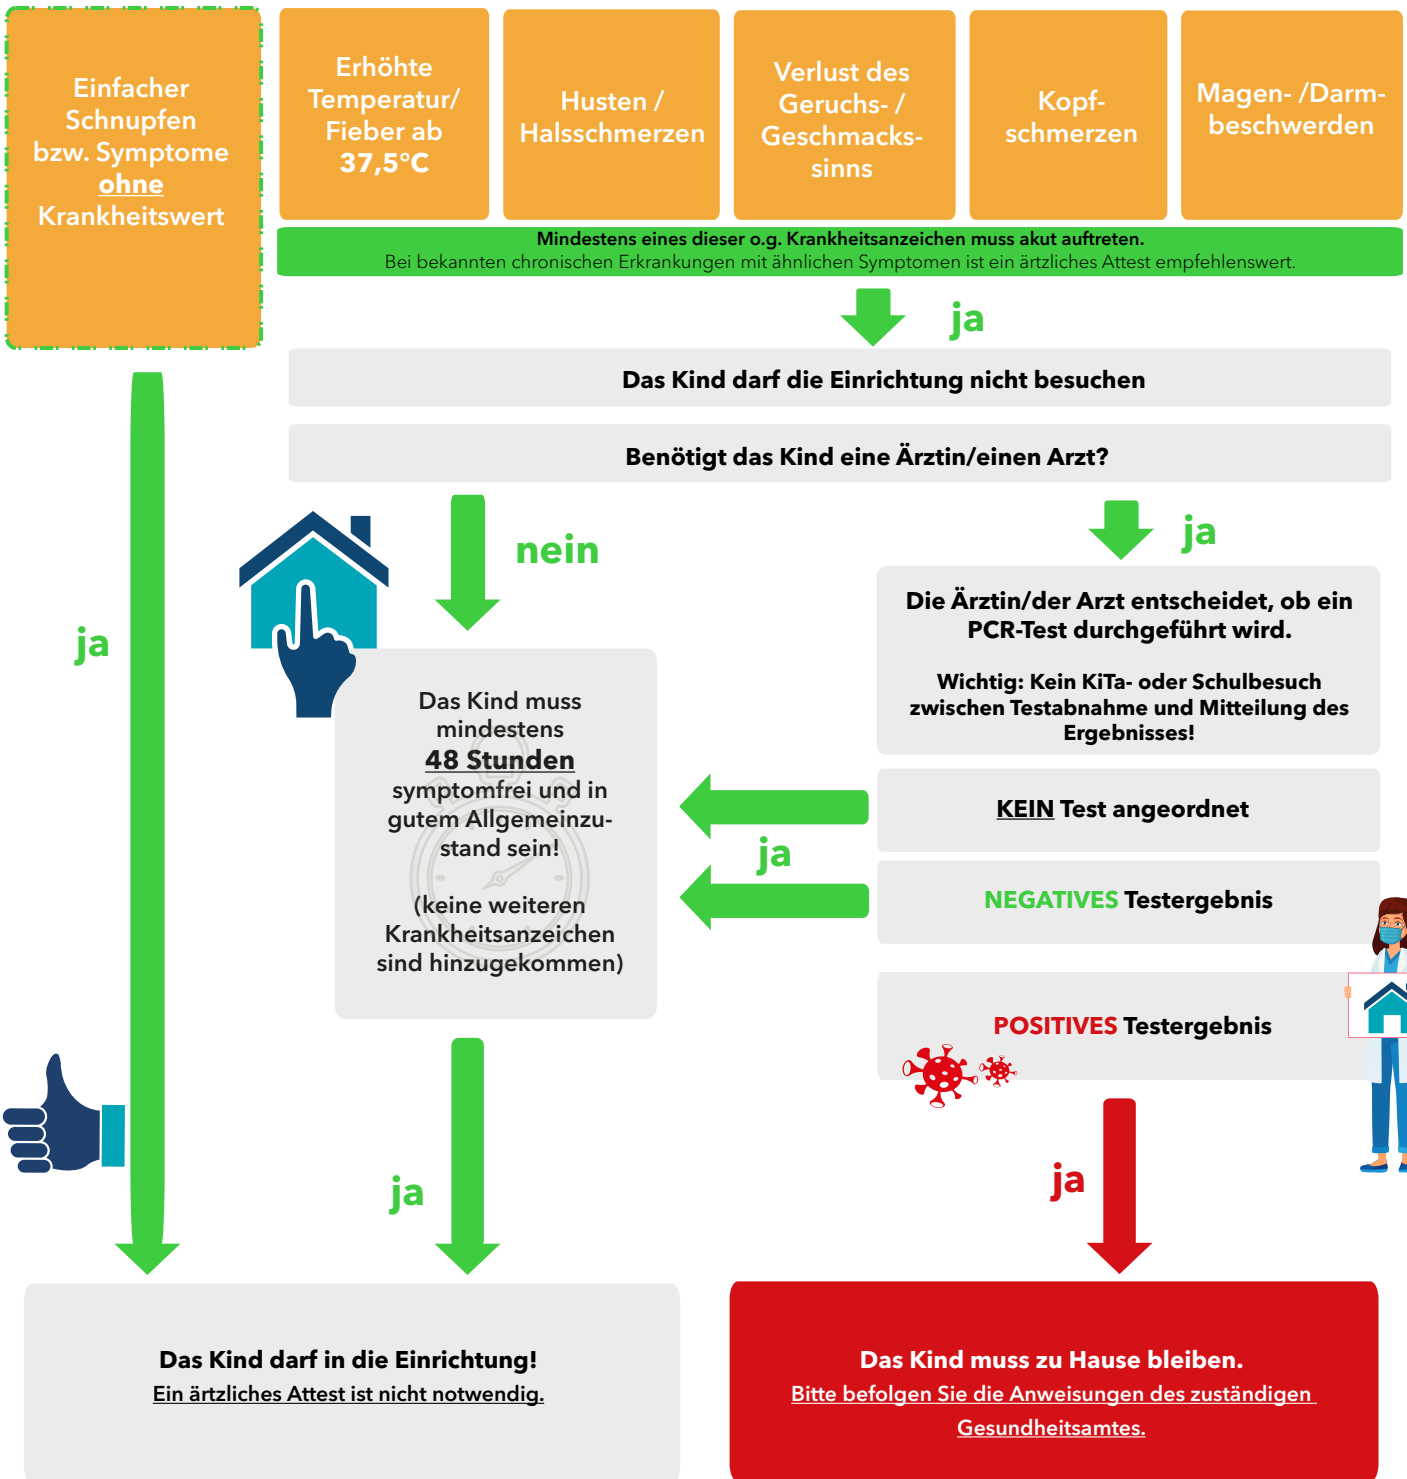 Einfacher
Schnupfen
bzw. Symptome
ohne
Krankheitswert
Erhöhte
Temperatur/
Fieber ab
37,5°C
Husten /
Halsschmerzen
Verlust des
Geruchs- /
Geschmacks-
sinns
Kopf-
schmerzen
Magen- /Darm-
beschwerden
Mindestens eines dieser o.g. Krankheitsanzeichen muss akut auftreten.
Bei bekannten chronischen Erkrankungen mit ähnlichen Symptomen ist ein ärtzliches Attest empfehlenswert.
ja
Das Kind darf die Einrichtung nicht besuchen
Benötigt das Kind eine Ärztin/einen Arzt?
nein
ja
ja
Die Ärztin/der Arzt entscheidet, ob ein
PCR-Test durchgeführt wird.
Wichtig: Kein KiTa- oder Schulbesuch
zwischen Testabnahme und Mitteilung des
Ergebnisses!
Das Kind muss
mindestens
48 Stunden
symptomfrei und in
gutem Allgemeinzu-
stand sein!
(keine weiteren
Krankheitsanzeichen
sind hinzugekommen)
KEIN Test angeordnet
ja
NEGATIVES Testergebnis
POSITIVES Testergebnis
ja
ja
Das Kind darf in die Einrichtung!
Ein ärtzliches Attest ist nicht notwendig.
Das Kind muss zu Hause bleiben.
Bitte befolgen Sie die Anweisungen des zuständigen
Gesundheitsamtes.